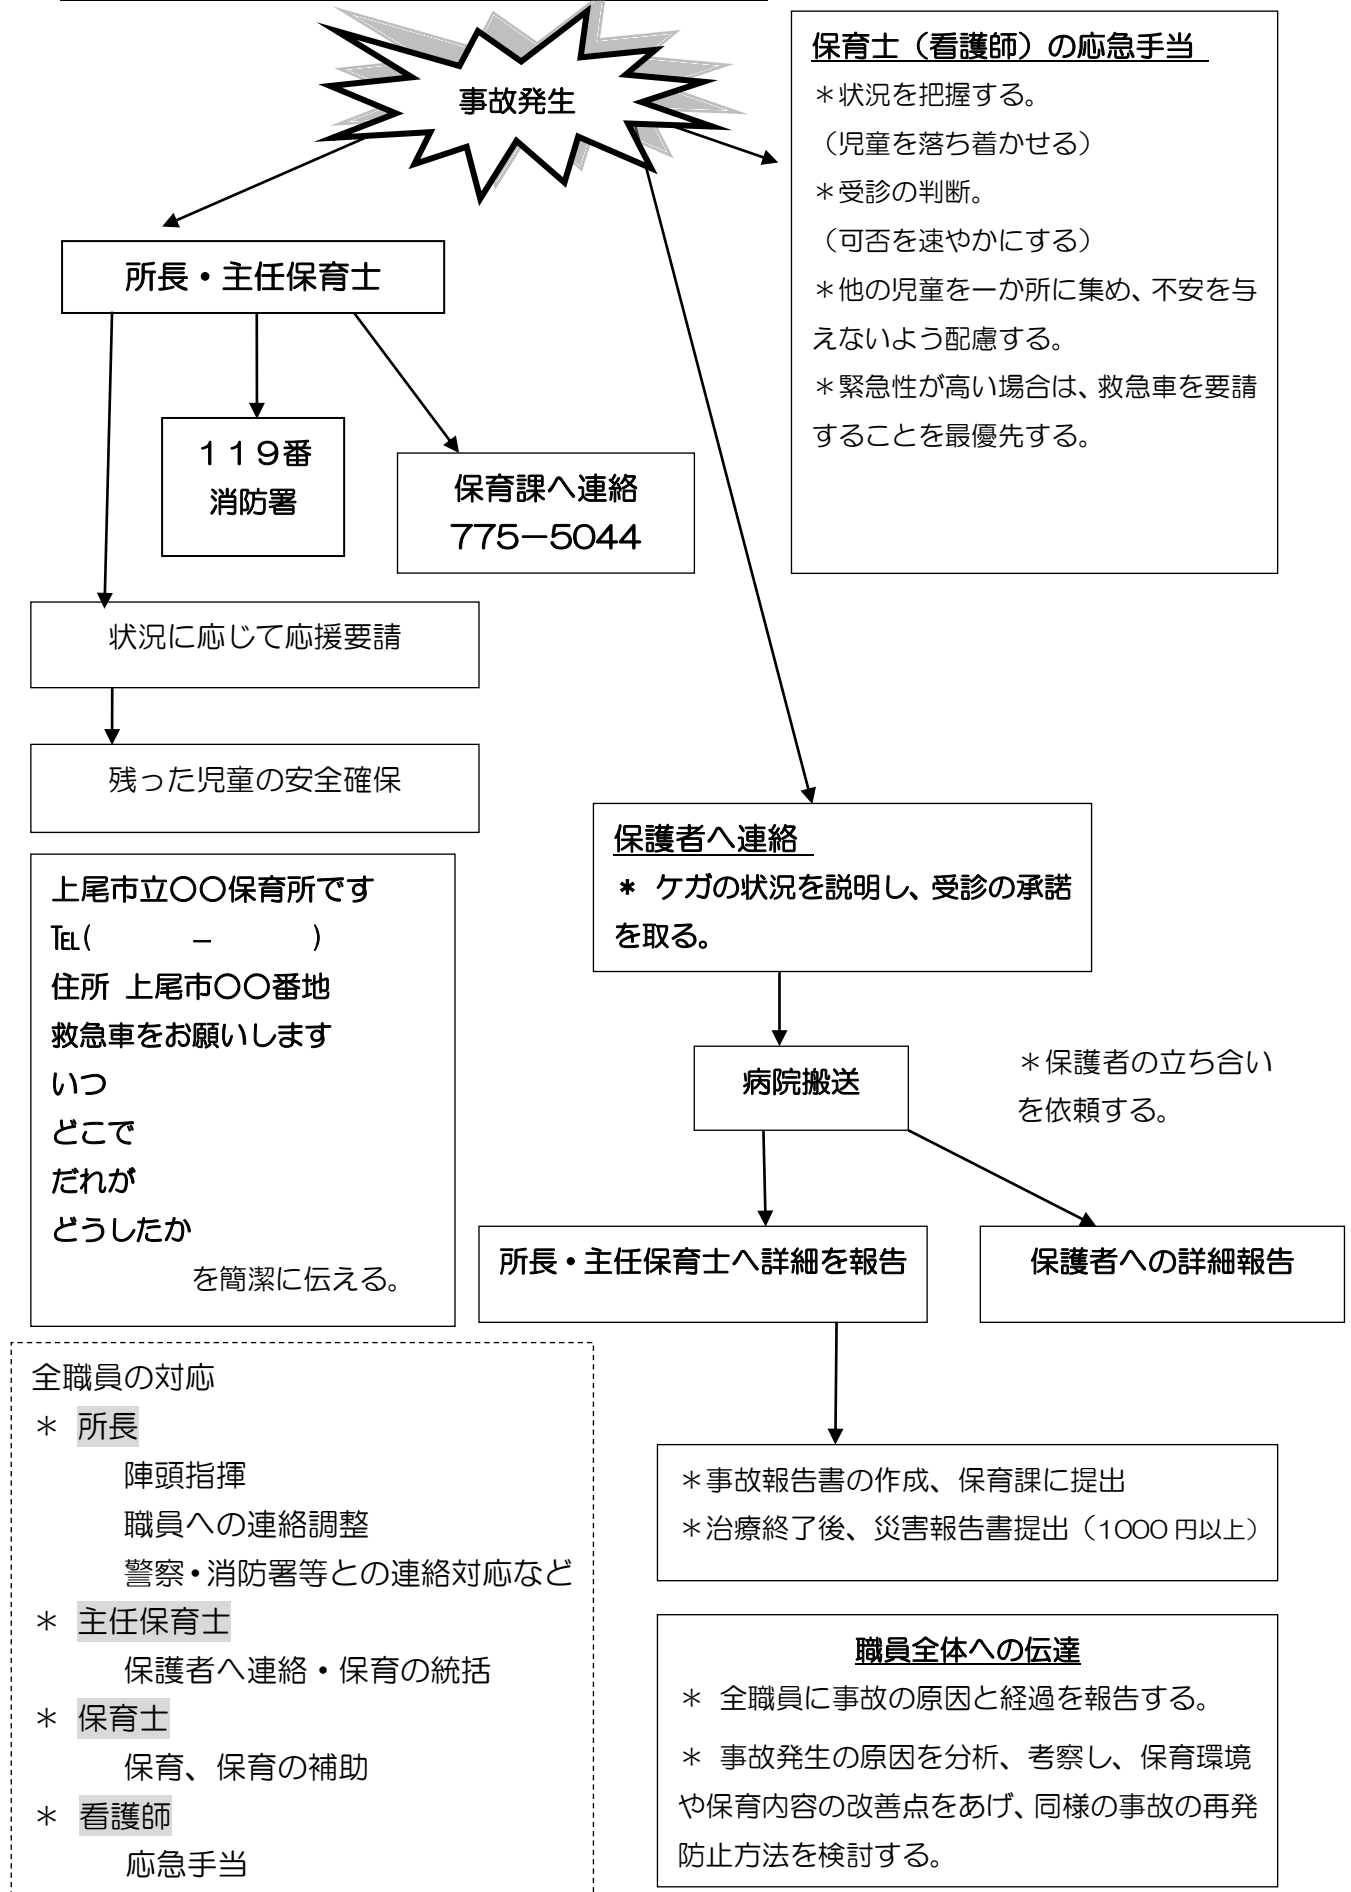 事故発生
保育士（看護師）の応急手当
＊状況を把握する。
（児童を落ち着かせる）
＊受診の判断。
（可否を速やかにする）
＊他の児童を一か所に集め、不安を与
えないよう配慮する。
＊緊急性が高い場合は、救急車を要請
することを最優先する。
所長・主任保育士
１１９番
消防署
保育課へ連絡
775－5044
状況に応じて応援要請
残った児童の安全確保
保護者へ連絡
＊ ケガの状況を説明し、受診の承諾
を取る。
上尾市立〇〇保育所です
℡(　　　－　　　)
住所 上尾市〇〇番地
救急車をお願いします
いつ
どこで
だれが
どうしたか
を簡潔に伝える。
病院搬送
＊保護者の立ち合い
を依頼する。
所長・主任保育士へ詳細を報告
保護者への詳細報告
全職員の対応
＊ 所長
陣頭指揮
職員への連絡調整
警察・消防署等との連絡対応など
＊ 主任保育士
保護者へ連絡・保育の統括
＊ 保育士
保育、保育の補助
＊ 看護師
応急手当
＊事故報告書の作成、保育課に提出
＊治療終了後、災害報告書提出（1000円以上）
職員全体への伝達
＊ 全職員に事故の原因と経過を報告する。
＊ 事故発生の原因を分析、考察し、保育環境
や保育内容の改善点をあげ、同様の事故の再発
防止方法を検討する。